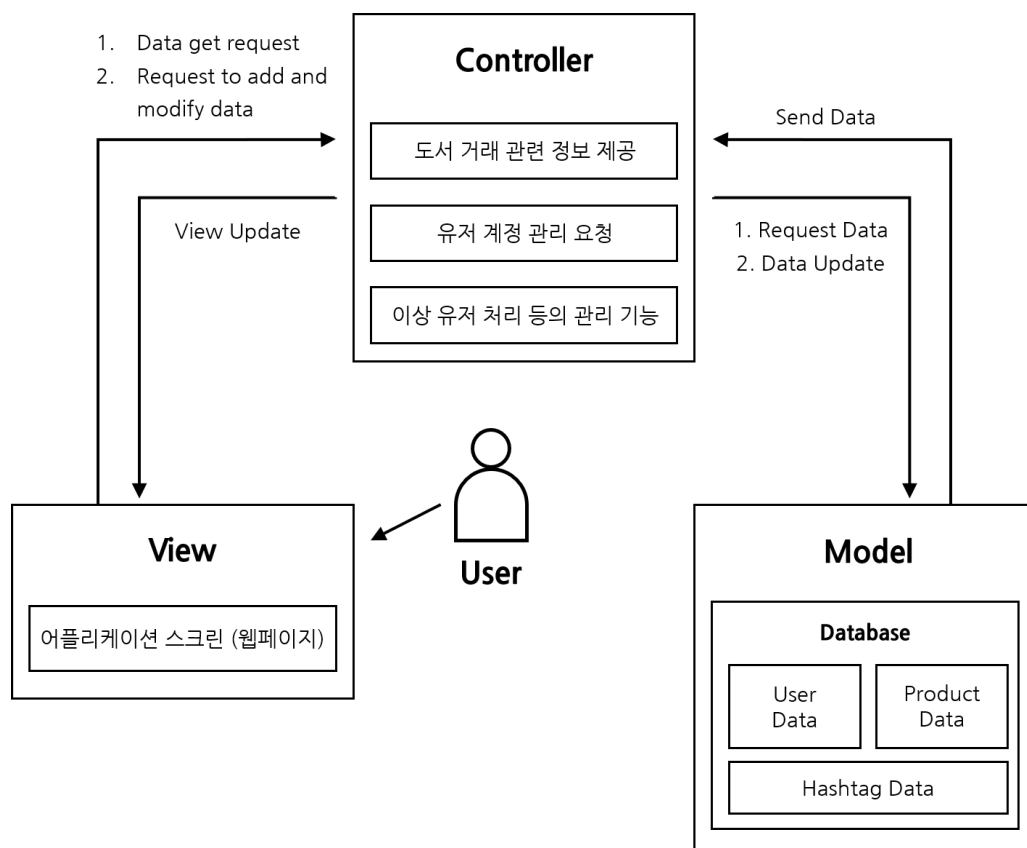 1. Data get request
2. Request to add and
modify data
Controller
도서 거래 관련 정보 제공
유저 계정 관리 요청
이상 유저 처리 등의 관리 기능
Send Data
View Update
1. Request Data
2. Data Update
User
View
어플리케이션 스크린 (웹페이지)
Model
Database
User
Data
Product
Data
Hashtag Data